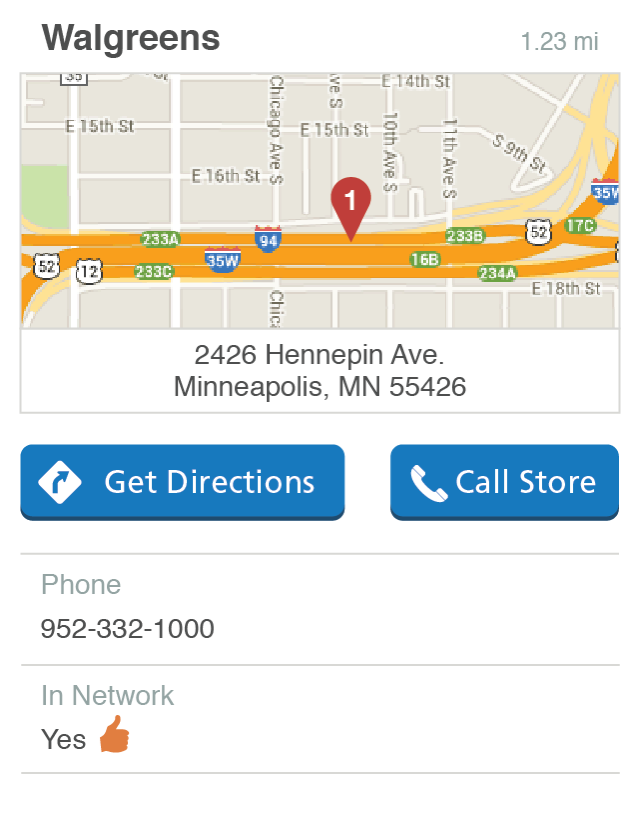 Walgreens
1.23 mi
35
E 14th St
Chicago Ave S
ve S
E 15th St
E 15th St
10th Ave S
11th Ave S
S 9th St
E 16th St
1
35W
17C
52
233B
94
233A
35W
16B
52
12
233C
234A
E 18th St
Chica
2426 Hennepin Ave.
Minneapolis, MN 55426
Get Directions
Call Store
Phone
952-332-1000
In Network
Yes